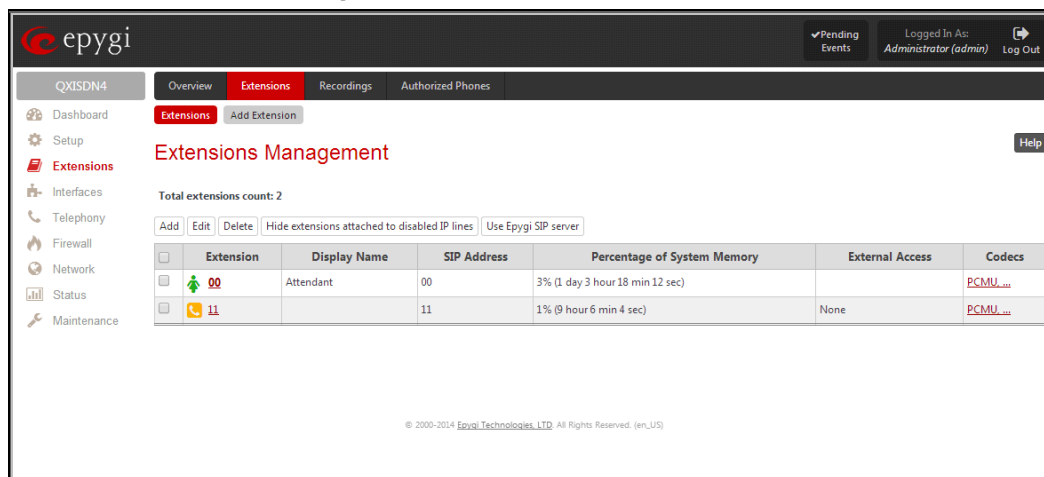 epygi
✔Pending Events
Logged In As:
Administrator (admin)
Log Out
QXISDN4
Overview Extensions Recordings Authorized Phones
Dashboard
Setup
Extensions
Interfaces
Telephony
Firewall
Network
Status
Maintenance
Extensions Add Extension
Help
Extensions Management
Total extensions count: 2
Add Edit Delete Hide extensions attached to disabled IP lines Use Epygi SIP server
Extension Display Name SIP Address Percentage of System Memory External Access Codecs
00 Attendant 00 3% (1 day 3 hour 18 min 12 sec) PCMU, ...
11 11 1% (9 hour 6 min 4 sec) None PCMU, ...
© 2000-2014 Epygi Technologies, LTD. All Rights Reserved. (en_US)